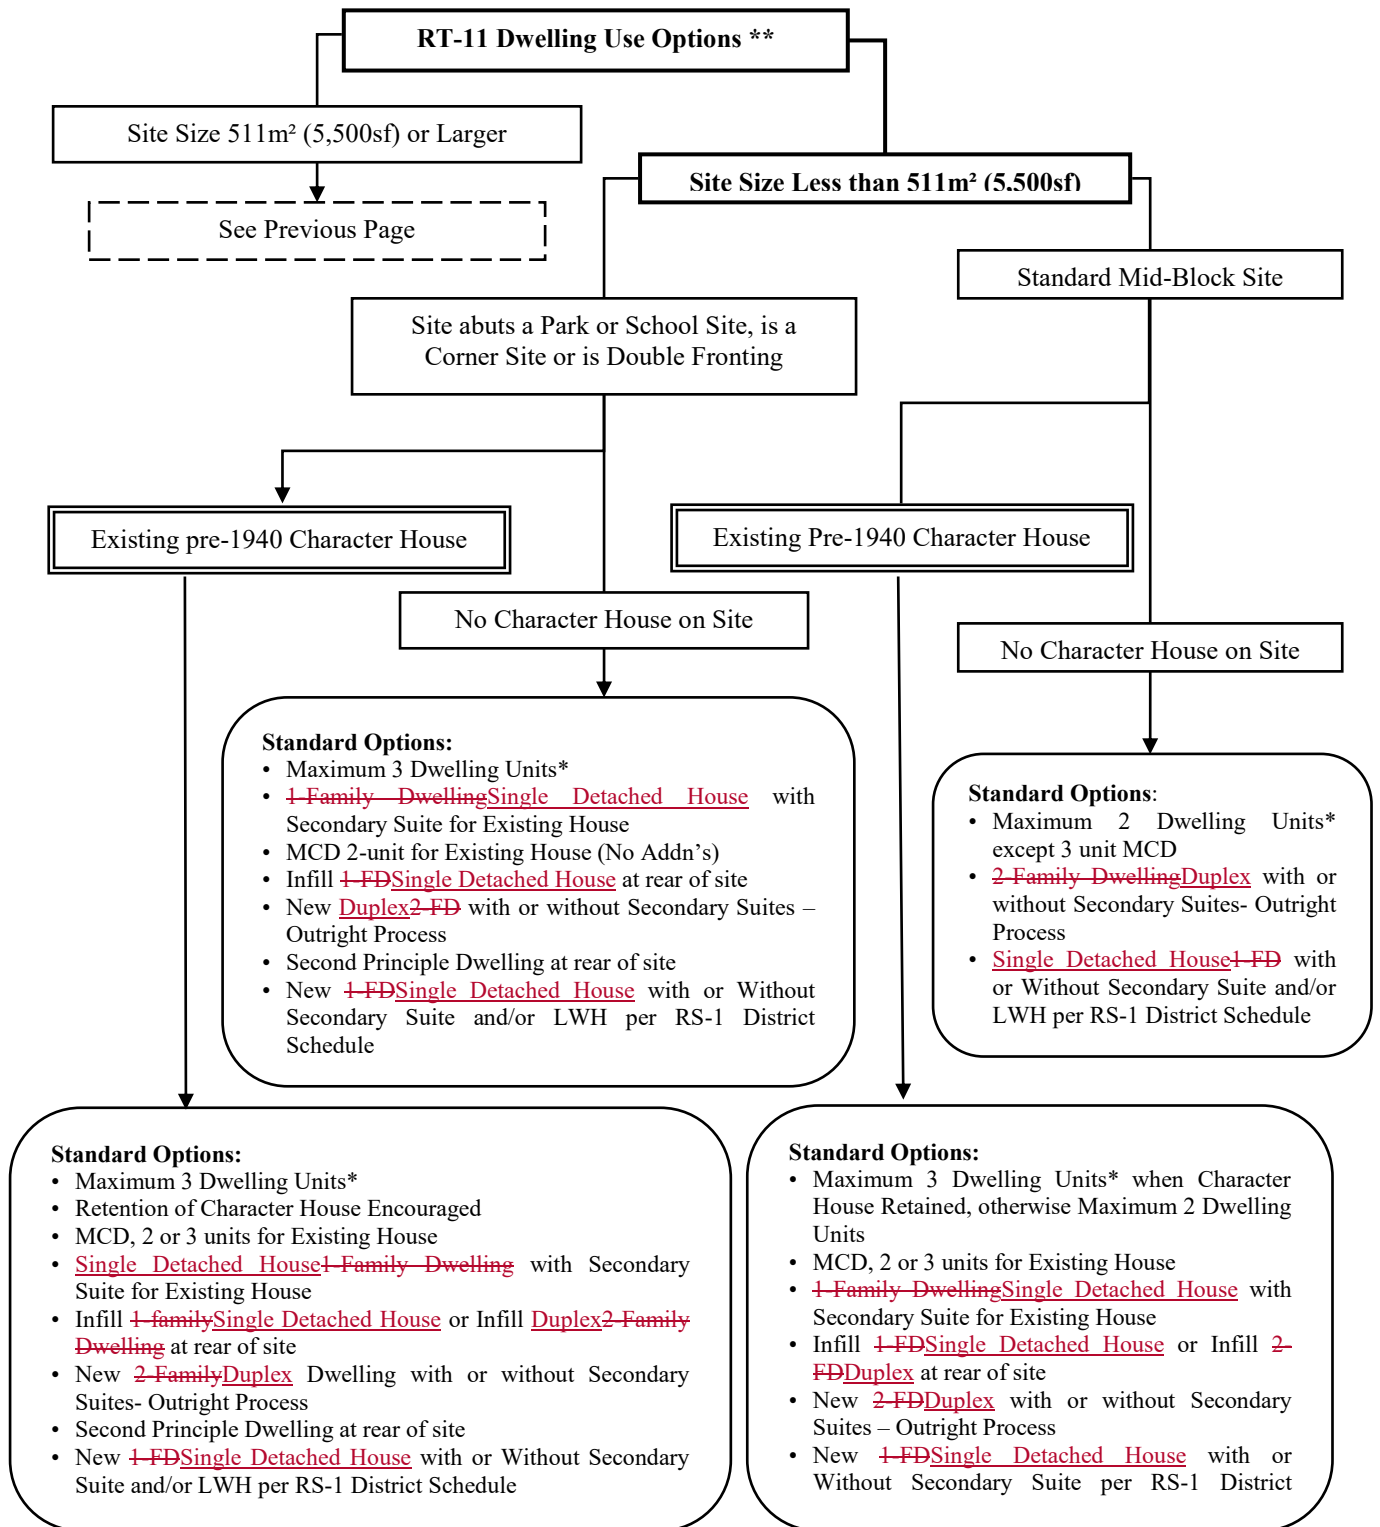 RT-11 Dwelling Use Options **
Site Size 511m² (5,500sf) or Larger
See Previous Page
Site Size Less than 511m² (5,500sf)
Standard Mid-Block Site
Site abuts a Park or School Site, is a
Corner Site or is Double Fronting
Existing pre-1940 Character House
Existing Pre-1940 Character House
No Character House on Site
No Character House on Site
Standard Options:
• Maximum 3 Dwelling Units*
• 1-Family DwellingSingle Detached House with
Secondary Suite for Existing House
• MCD 2-unit for Existing House (No Addn's)
• Infill 1-FDSingle Detached House at rear of site
• New Duplex2-FD with or without Secondary Suites –
Outright Process
• Second Principle Dwelling at rear of site
• New 1-FDSingle Detached House with or Without
Secondary Suite and/or LWH per RS-1 District
Schedule
Standard Options:
• Maximum 2 Dwelling Units*
except 3 unit MCD
• 2-Family DwellingDuplex with or
without Secondary Suites- Outright
Process
• Single Detached House1-FD with
or Without Secondary Suite and/or
LWH per RS-1 District Schedule
Standard Options:
• Maximum 3 Dwelling Units*
• Retention of Character House Encouraged
• MCD, 2 or 3 units for Existing House
• Single Detached House1-Family Dwelling with Secondary
Suite for Existing House
• Infill 1-familySingle Detached House or Infill Duplex2-Family
Dwelling at rear of site
• New 2-FamilyDuplex Dwelling with or without Secondary
Suites- Outright Process
• Second Principle Dwelling at rear of site
• New 1-FDSingle Detached House with or Without Secondary
Suite and/or LWH per RS-1 District Schedule
Standard Options:
• Maximum 3 Dwelling Units* when Character
House Retained, otherwise Maximum 2 Dwelling
Units
• MCD, 2 or 3 units for Existing House
• 1-Family DwellingSingle Detached House with
Secondary Suite for Existing House
• Infill 1-FDSingle Detached House or Infill 2-
FDDuplex at rear of site
• New 2-FDDuplex with or without Secondary
Suites – Outright Process
• New 1-FDSingle Detached House with or
Without Secondary Suite per RS-1 District